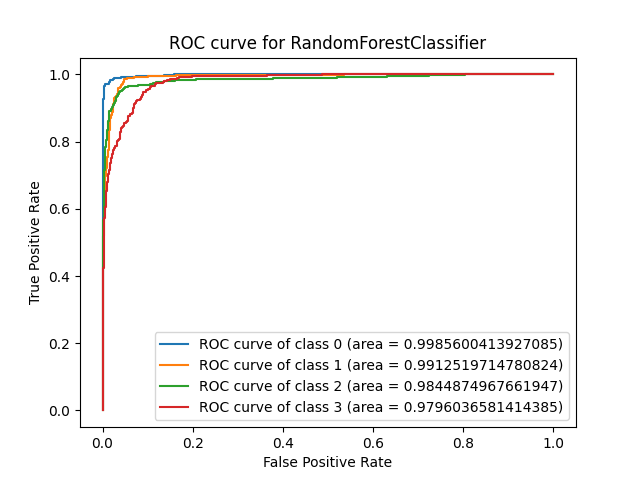 ROC curve for RandomForestClassifier
True Positive Rate
1.0
0.8
0.6
0.4
0.2
0.0
ROC curve of class 0 (area = 0.9985600413927085)
ROC curve of class 1 (area = 0.9912519714780824)
ROC curve of class 2 (area = 0.9844874967661947)
ROC curve of class 3 (area = 0.9796036581414385)
0.0 0.2 0.4 0.6 0.8 1.0
False Positive Rate